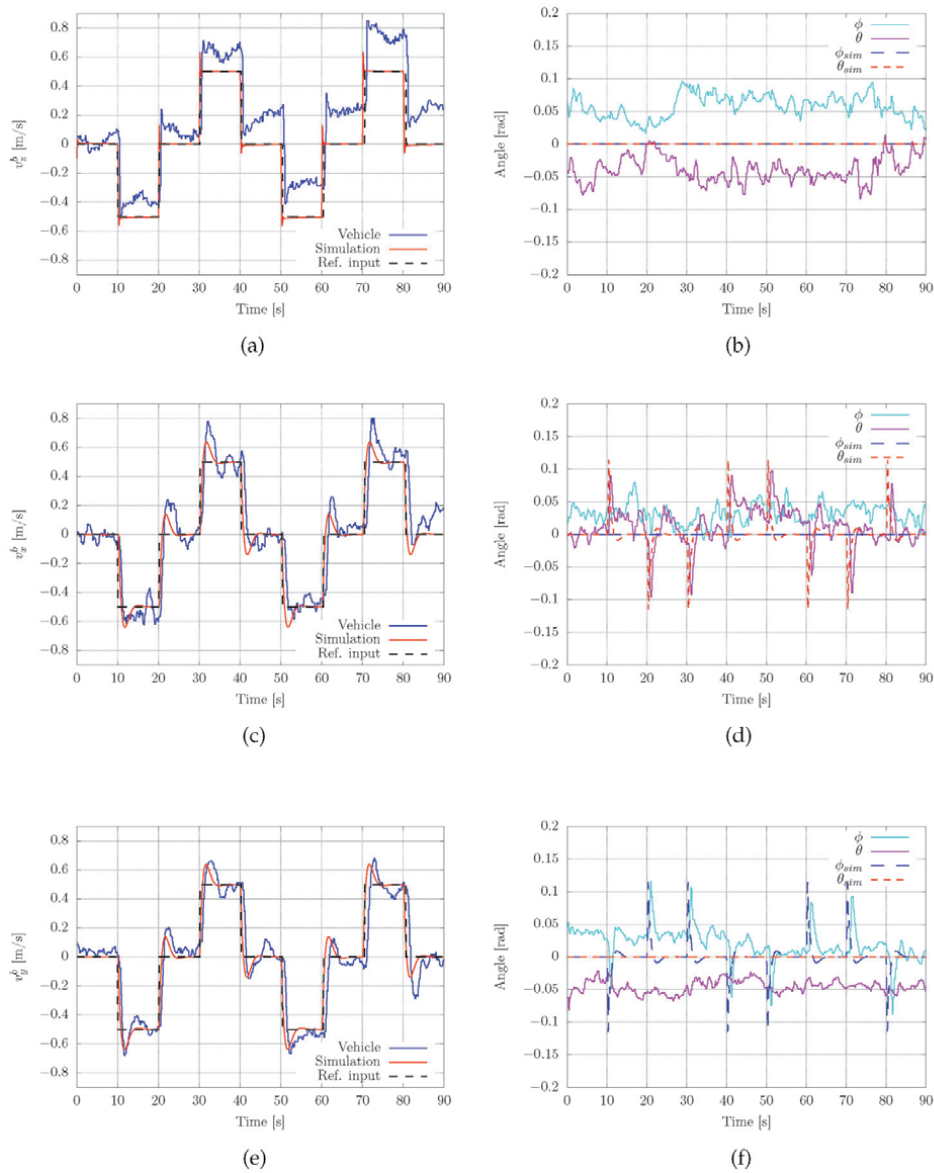 0.8
0.6
0.4
0.2
0
−0.2
−0.4
−0.6
−0.8
v_z^b [m/s]
Vehicle
Simulation
Ref. input
0 10 20 30 40 50 60 70 80 90
Time [s]
(a)
0.2
0.15
0.1
0.05
0
−0.05
−0.1
−0.15
−0.2
Angle [rad]
ϕ
θ
ϕ_sim
θ_sim
0 10 20 30 40 50 60 70 80 90
Time [s]
(b)
0.8
0.6
0.4
0.2
0
−0.2
−0.4
−0.6
−0.8
v_x^b [m/s]
Vehicle
Simulation
Ref. input
0 10 20 30 40 50 60 70 80 90
Time [s]
(c)
0.2
0.15
0.1
0.05
0
−0.05
−0.1
−0.15
−0.2
Angle [rad]
ϕ
θ
ϕ_sim
θ_sim
0 10 20 30 40 50 60 70 80 90
Time [s]
(d)
0.8
0.6
0.4
0.2
0
−0.2
−0.4
−0.6
−0.8
v_y^b [m/s]
Vehicle
Simulation
Ref. input
0 10 20 30 40 50 60 70 80 90
Time [s]
(e)
0.2
0.15
0.1
0.05
0
−0.05
−0.1
−0.15
−0.2
Angle [rad]
ϕ
θ
ϕ_sim
θ_sim
0 10 20 30 40 50 60 70 80 90
Time [s]
(f)